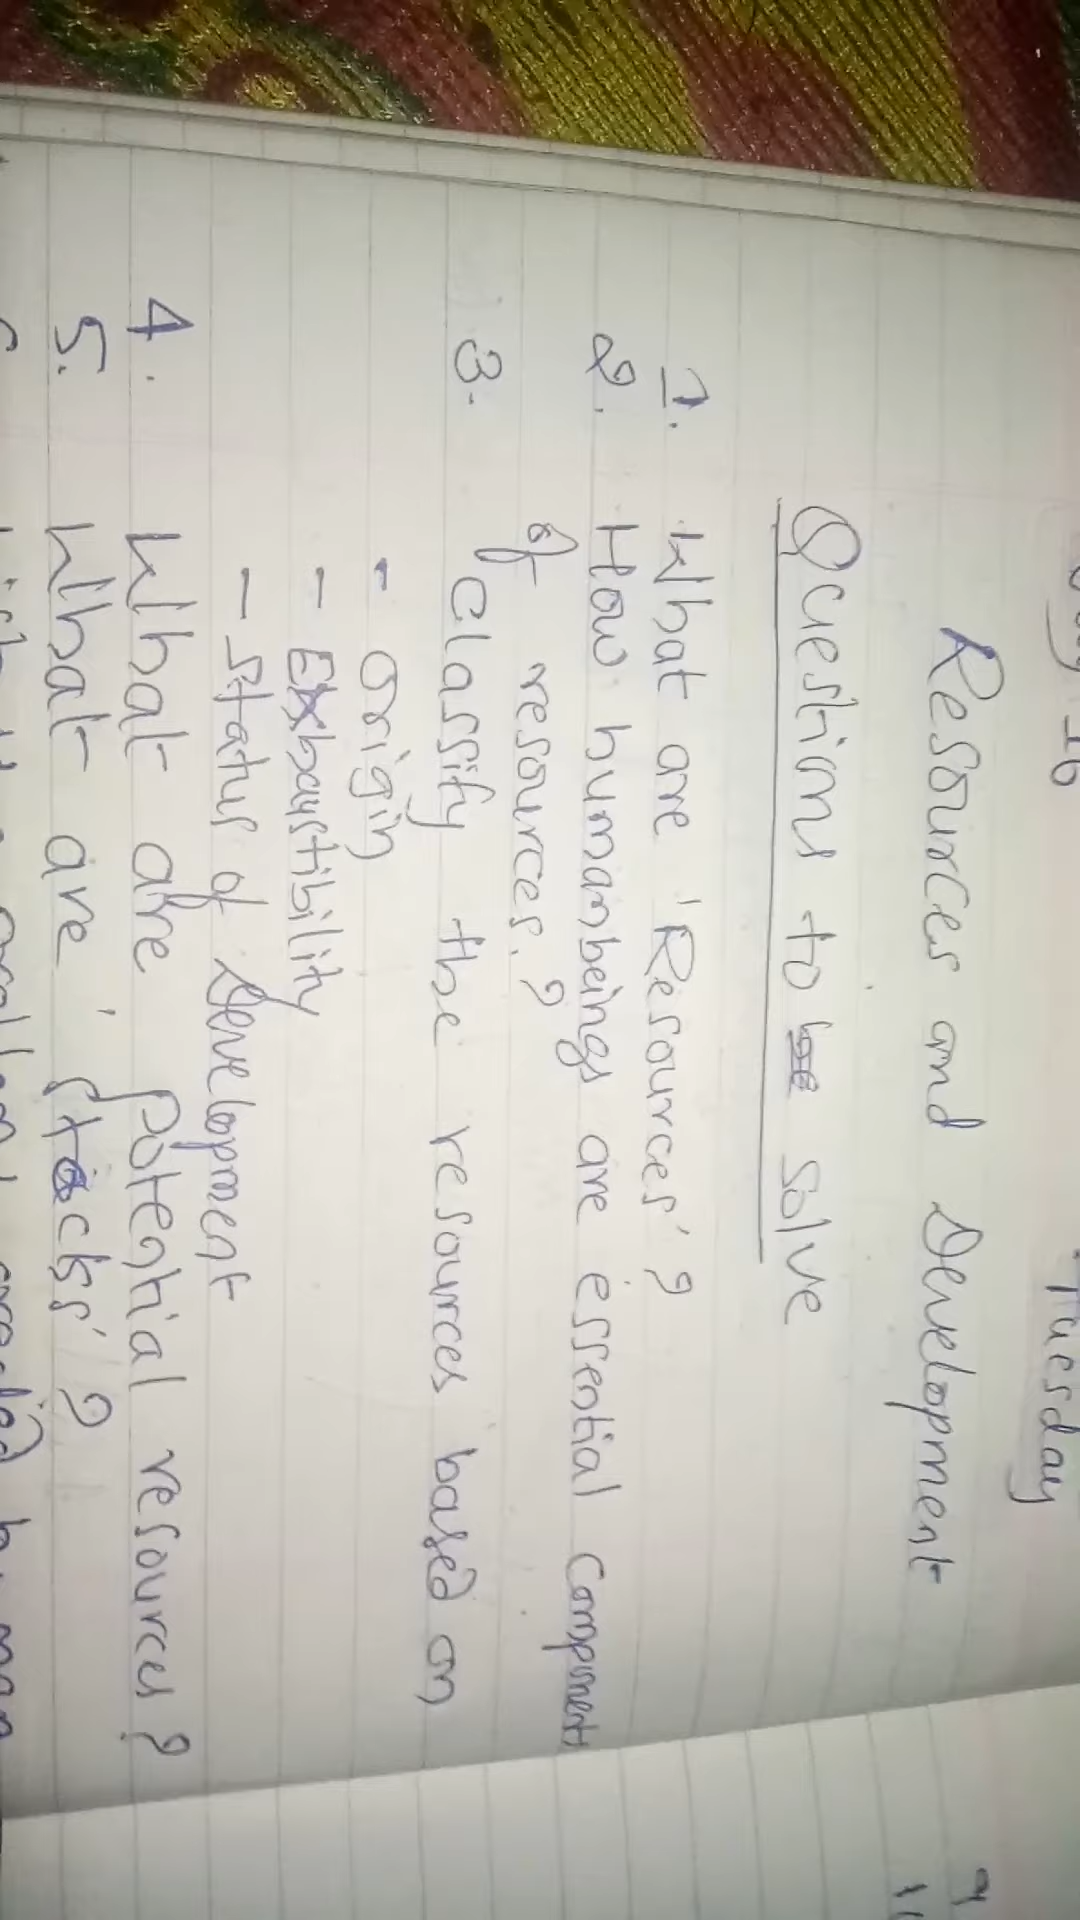 16 Tuesday
Resources and Development
Questions to solve
1. What are 'Resources'?
2. How humanbeings are essential components
of resources.?
3. Classify the resources based on
- Origin
- Exhaustibility
- Status of Development
4. What are Potential resources?
5. What are 'Stocks'?